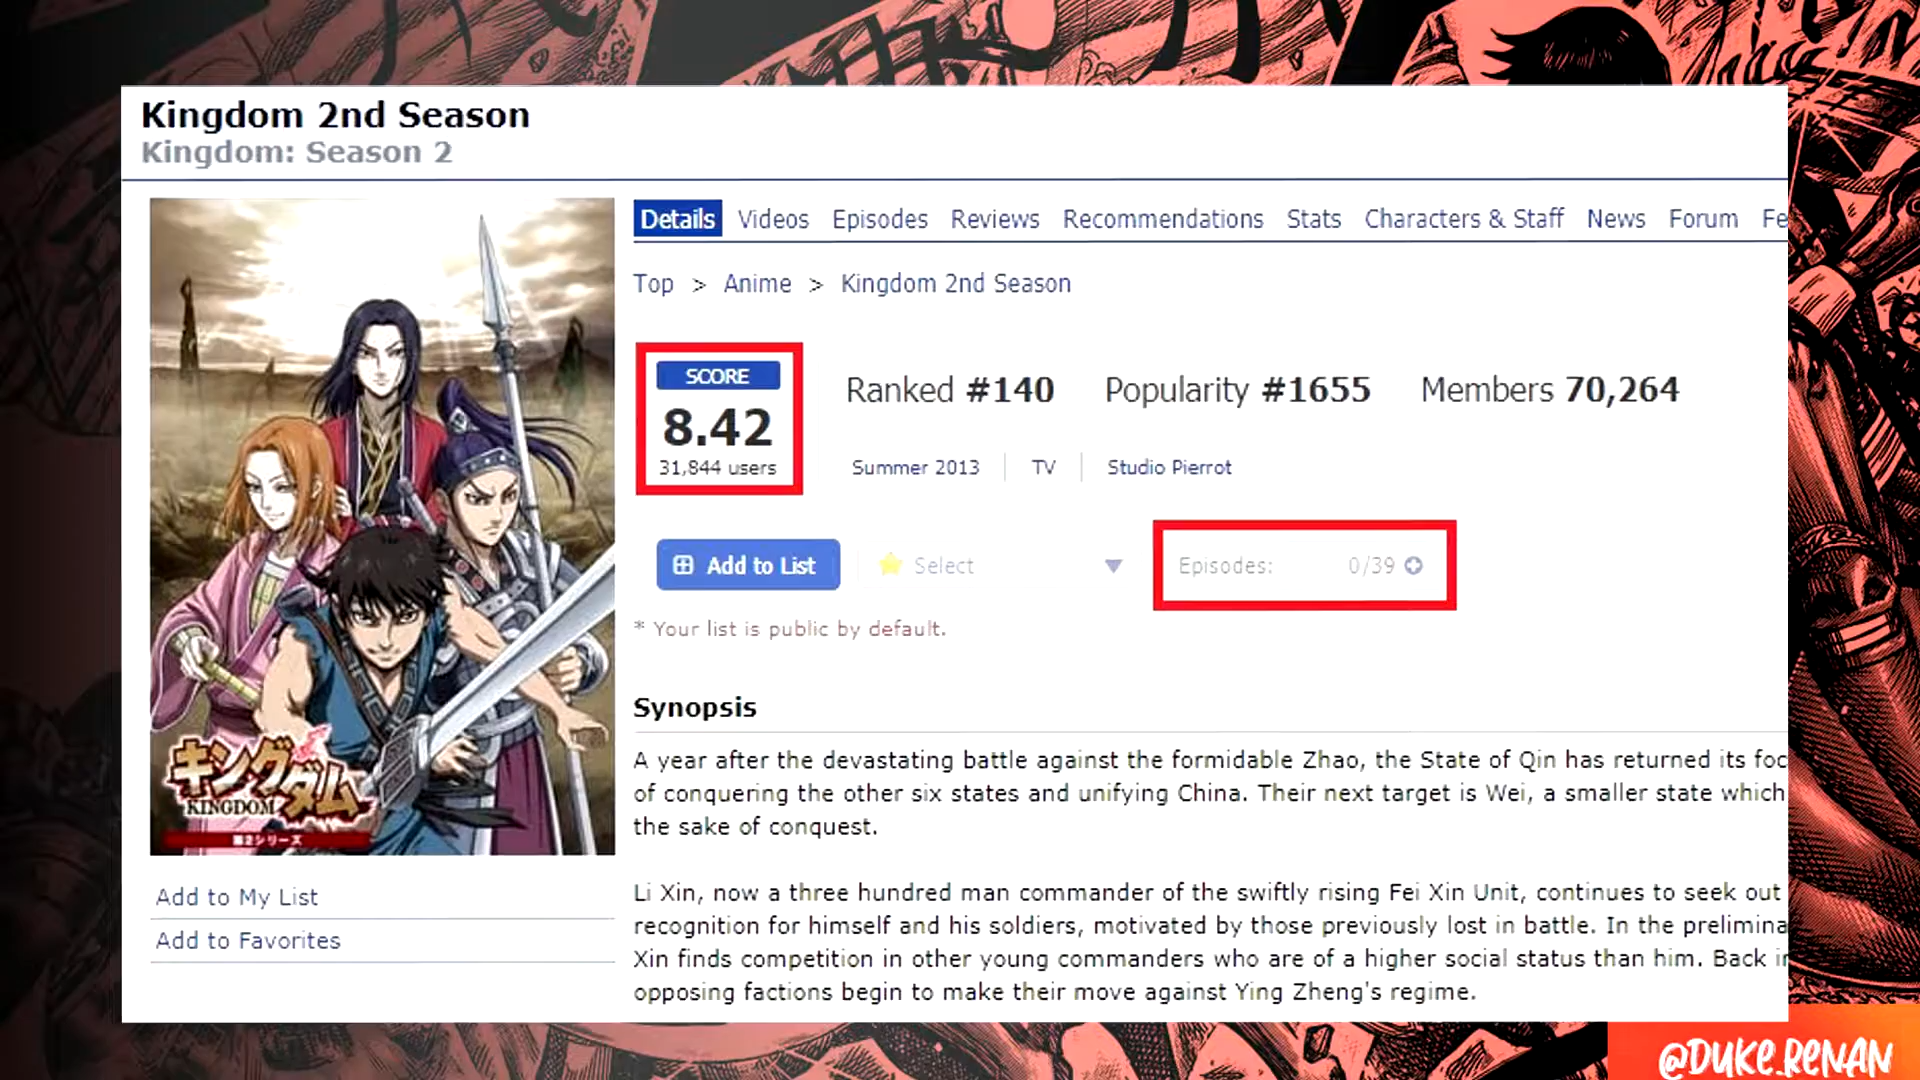 Kingdom 2nd Season
Kingdom: Season 2
Details Videos Episodes Reviews Recommendations Stats Characters & Staff News Forum Fe
Top > Anime > Kingdom 2nd Season
SCORE
8.42
31,844 users
Ranked #140 Popularity #1655 Members 70,264
Summer 2013 TV Studio Pierrot
Add to List Select Episodes: 0/39
* Your list is public by default.
Synopsis
A year after the devastating battle against the formidable Zhao, the State of Qin has returned its foc
of conquering the other six states and unifying China. Their next target is Wei, a smaller state which
the sake of conquest.
Li Xin, now a three hundred man commander of the swiftly rising Fei Xin Unit, continues to seek out
recognition for himself and his soldiers, motivated by those previously lost in battle. In the prelimina
Xin finds competition in other young commanders who are of a higher social status than him. Back in
opposing factions begin to make their move against Ying Zheng's regime.
キングダム
KINGDOM
第2シリーズ
Add to My List
Add to Favorites
@DUKE.RENAN